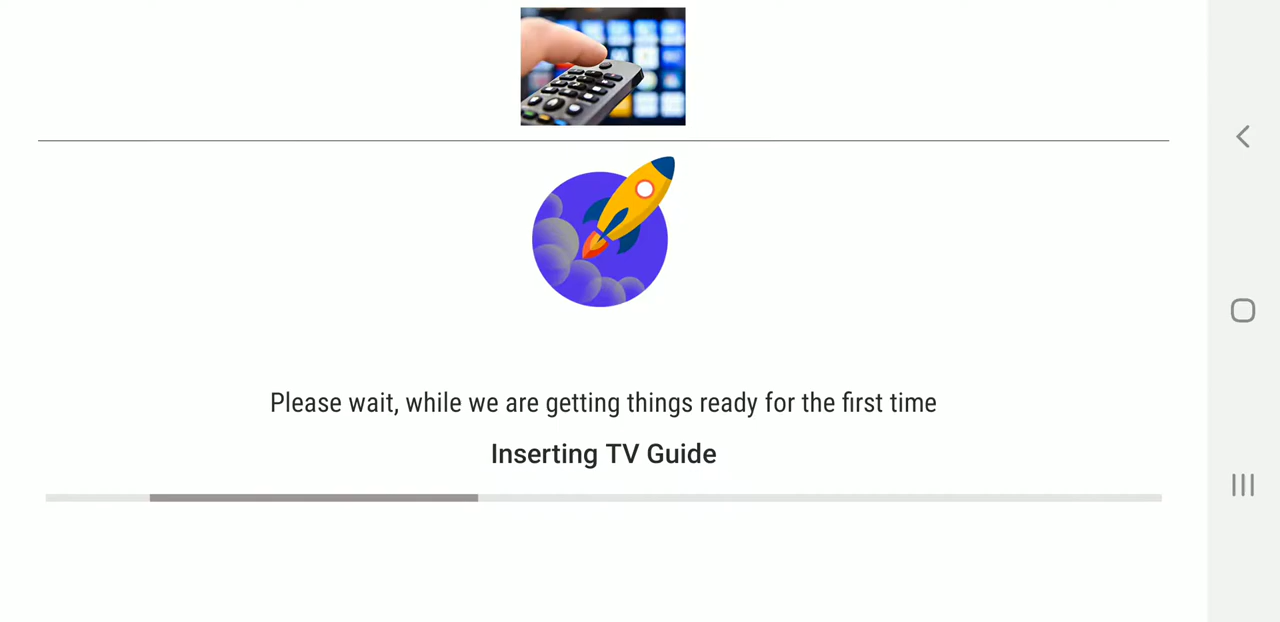 Please wait, while we are getting things ready for the first time
Inserting TV Guide